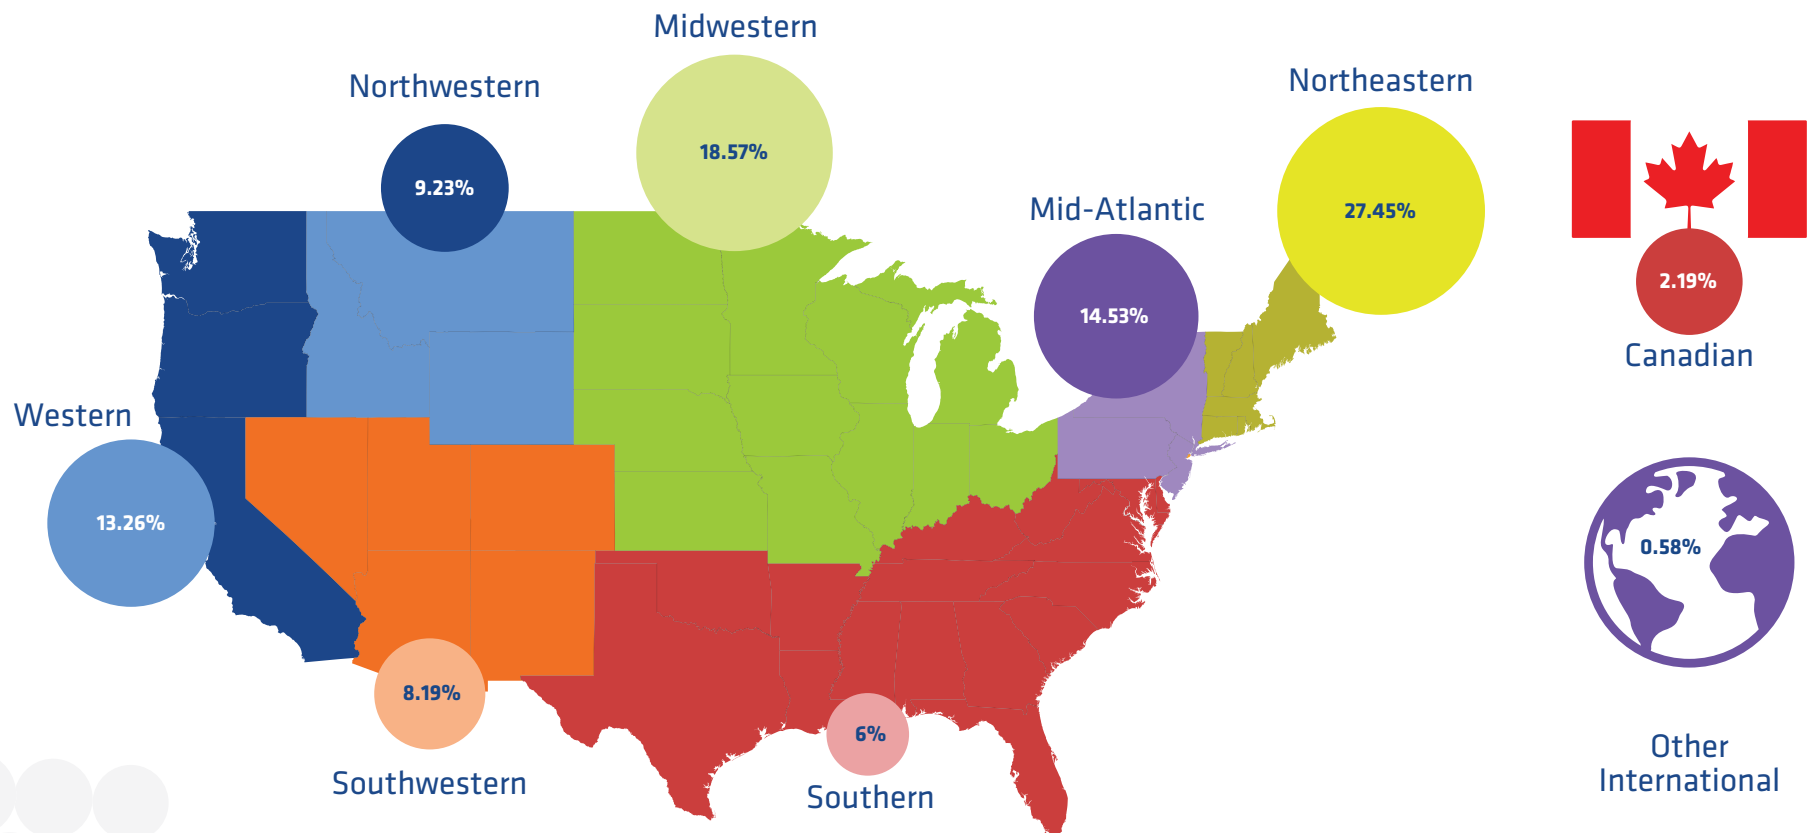 Midwestern
18.57%
Northwestern
9.23%
Northeastern
27.45%
Mid-Atlantic
14.53%
2.19%
Canadian
Western
13.26%
0.58%
Other
International
8.19%
Southwestern
6%
Southern